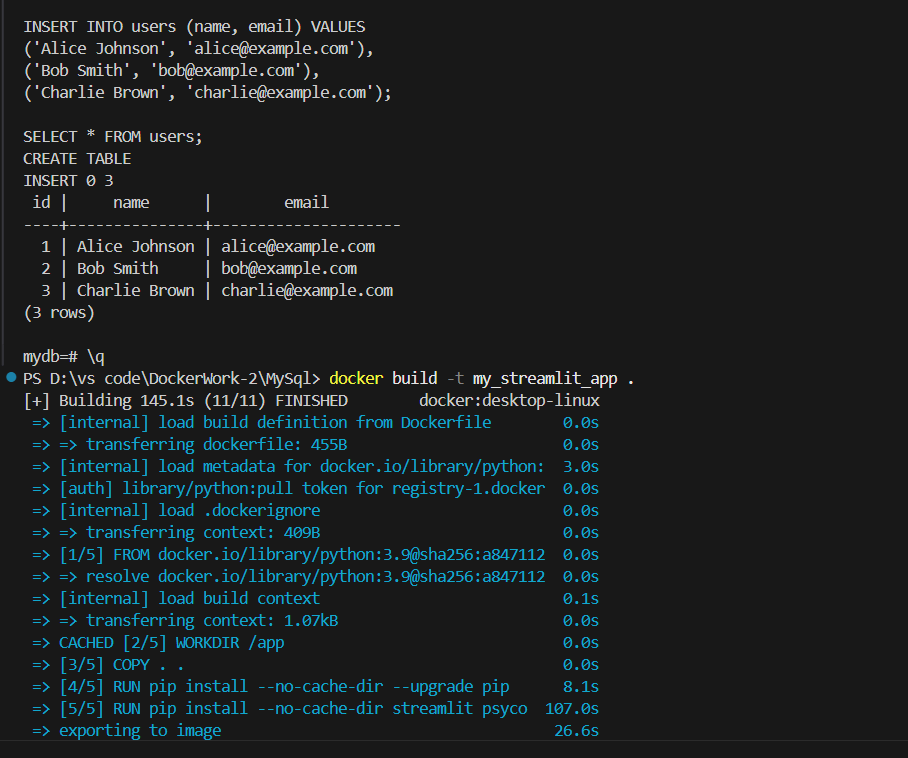 INSERT INTO users (name, email) VALUES
('Alice Johnson', 'alice@example.com'),
('Bob Smith', 'bob@example.com'),
('Charlie Brown', 'charlie@example.com');
SELECT * FROM users;
CREATE TABLE
INSERT 0 3
 id |     name      |        email
----+---------------+---------------------
  1 | Alice Johnson | alice@example.com
  2 | Bob Smith     | bob@example.com
  3 | Charlie Brown | charlie@example.com
(3 rows)
mydb=# \q
PS D:\vs code\DockerWork-2\MySql> docker build -t my_streamlit_app .
[+] Building 145.1s (11/11) FINISHED        docker:desktop-linux
 => [internal] load build definition from Dockerfile        0.0s
 => => transferring dockerfile: 455B                        0.0s
 => [internal] load metadata for docker.io/library/python:  3.0s
 => [auth] library/python:pull token for registry-1.docker  0.0s
 => [internal] load .dockerignore                           0.0s
 => => transferring context: 409B                           0.0s
 => [1/5] FROM docker.io/library/python:3.9@sha256:a847112  0.0s
 => => resolve docker.io/library/python:3.9@sha256:a847112  0.0s
 => [internal] load build context                           0.1s
 => => transferring context: 1.07kB                         0.0s
 => CACHED [2/5] WORKDIR /app                               0.0s
 => [3/5] COPY . .                                          0.0s
 => [4/5] RUN pip install --no-cache-dir --upgrade pip      8.1s
 => [5/5] RUN pip install --no-cache-dir streamlit psyco  107.0s
 => exporting to image                                     26.6s